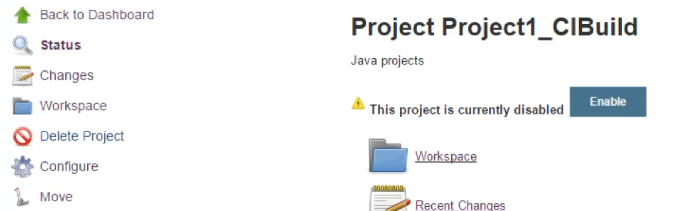 Back to Dashboard
Status
Changes
Workspace
Delete Project
Configure
Move
Project Project1_CIBuild
Java projects
This project is currently disabled Enable
Workspace
Recent Changes